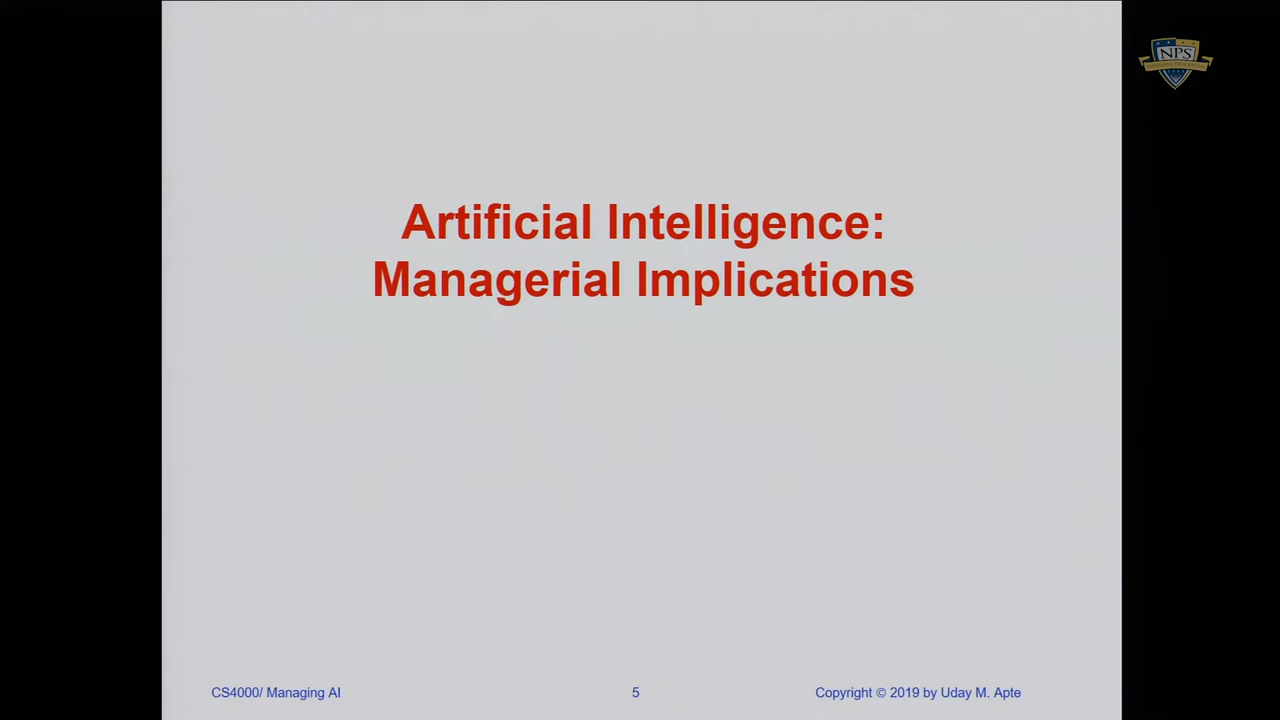 NPS
Artificial Intelligence:
Managerial Implications
CS4000/ Managing AI
5
Copyright © 2019 by Uday M. Apte